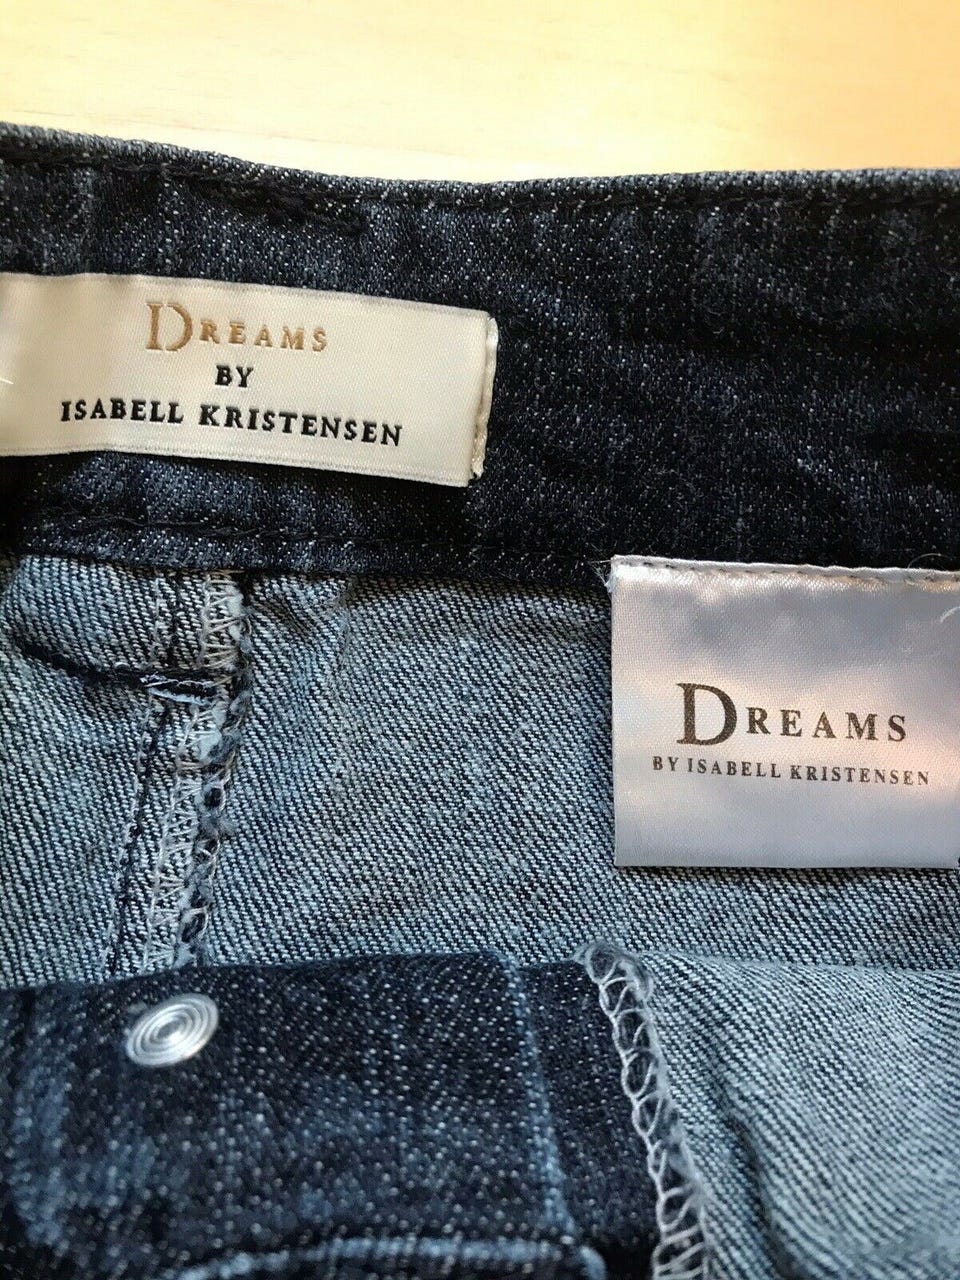 DREAMS
BY
ISABELL KRISTENSEN
DREAMS
BY ISABELL KRISTENSEN